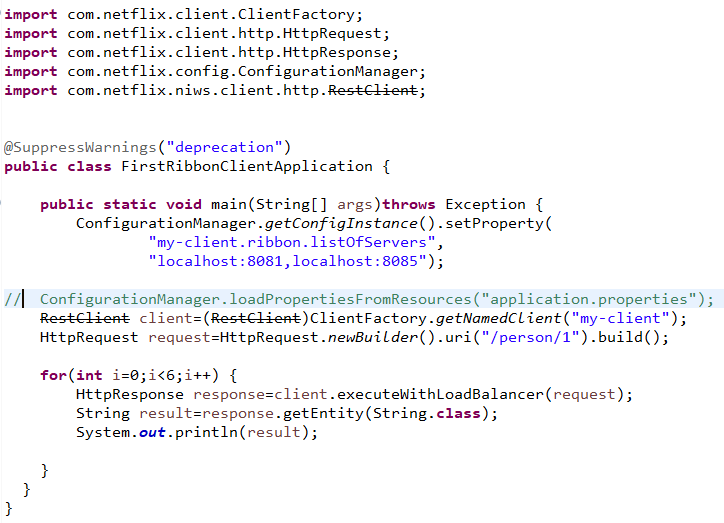 import com.netflix.client.ClientFactory;
import com.netflix.client.http.HttpRequest;
import com.netflix.client.http.HttpResponse;
import com.netflix.config.ConfigurationManager;
import com.netflix.niws.client.http.RestClient;
@SuppressWarnings("deprecation")
public class FirstRibbonClientApplication {
public static void main(String[] args)throws Exception {
ConfigurationManager.getConfigInstance().setProperty(
"my-client.ribbon.listOfServers",
"localhost:8081,localhost:8085");
// ConfigurationManager.loadPropertiesFromResources("application.properties");
RestClient client=(RestClient)ClientFactory.getNamedClient("my-client");
HttpRequest request=HttpRequest.newBuilder().uri("/person/1").build();
for(int i=0;i<6;i++) {
HttpResponse response=client.executeWithLoadBalancer(request);
String result=response.getEntity(String.class);
System.out.println(result);
}
}
}